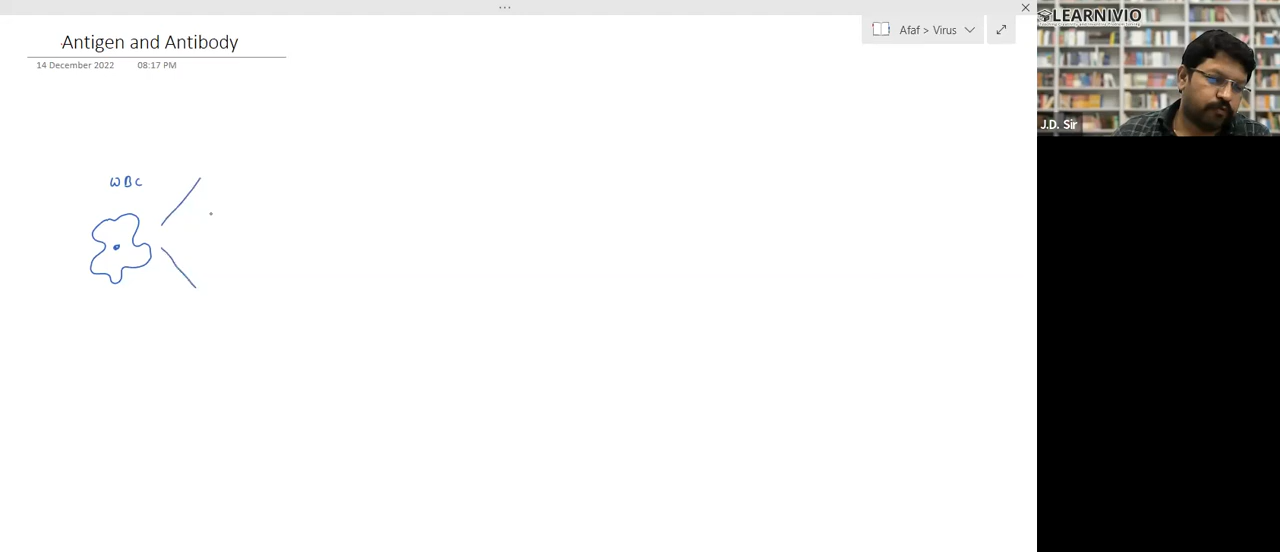 Antigen and Antibody
14 December 2022 08:17 PM
Afaf > Virus
LEARNIVIO
J.D. Sir
WBC